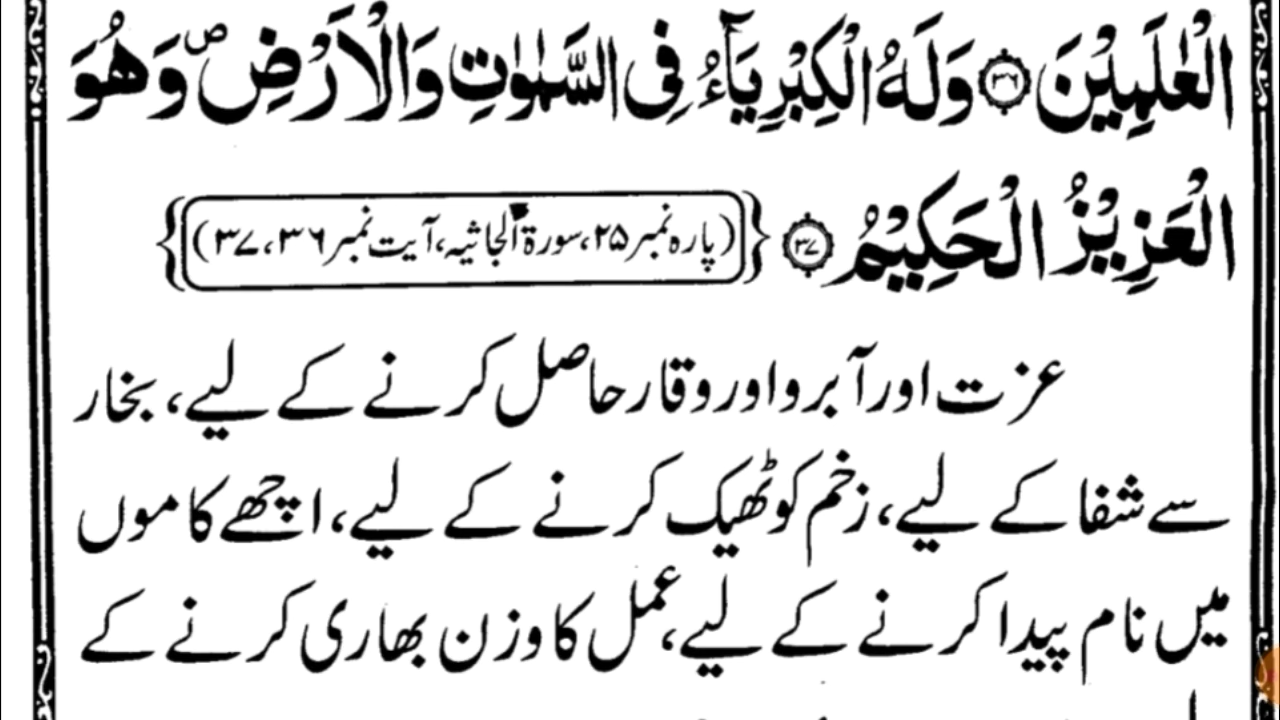 الْعٰلَمِيْنَ ۝۳۶ وَلَهُ الْكِبْرِيَآءُ فِى السَّمٰوٰتِ وَالْاَرْضِ ۖ وَهُوَ
الْعَزِيْزُ الْحَكِيْمُ ۝۳۷ {(پارہ نمبر ۲۵، سورۃ الجاثیہ، آیت نمبر ۳۶، ۳۷)}
عزت اور آبرو اور وقار حاصل کرنے کے لیے، بخار
سے شفا کے لیے، زخم کو ٹھیک کرنے کے لیے، اچھے کاموں
میں نام پیدا کرنے کے لیے، عمل کا وزن بھاری کرنے کے